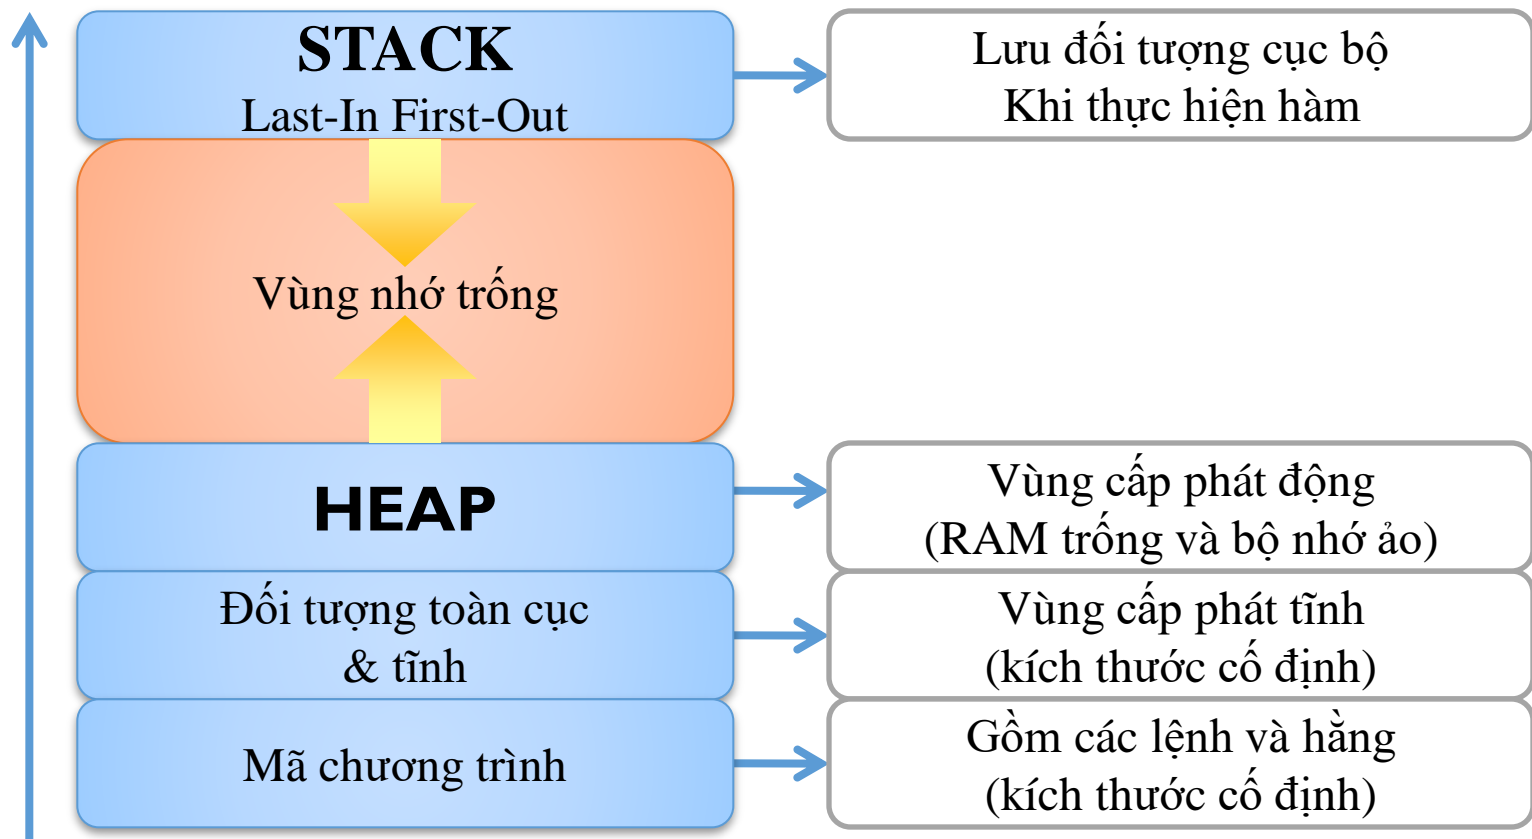 STACK
Last-In First-Out
Lưu đối tượng cục bộ
Khi thực hiện hàm
Vùng nhớ trống
HEAP
Vùng cấp phát động
(RAM trống và bộ nhớ ảo)
Đối tượng toàn cục
& tĩnh
Vùng cấp phát tĩnh
(kích thước cố định)
Mã chương trình
Gồm các lệnh và hằng
(kích thước cố định)